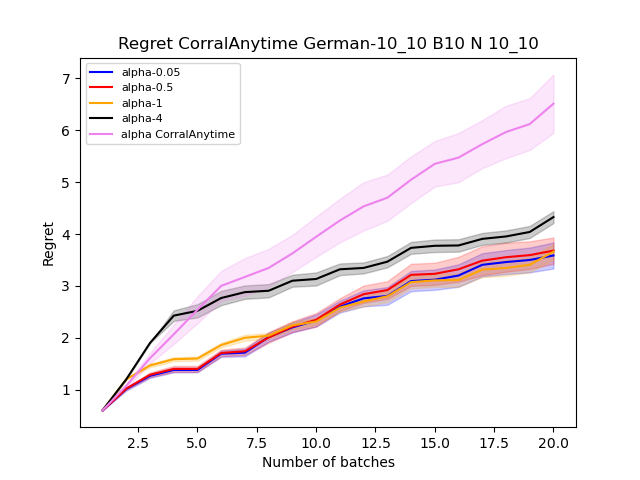 Regret CorralAnytime German-10_10 B10 N 10_10
alpha-0.05
alpha-0.5
alpha-1
alpha-4
alpha CorralAnytime
Regret
7
6
5
4
3
2
1
2.5 5.0 7.5 10.0 12.5 15.0 17.5 20.0
Number of batches